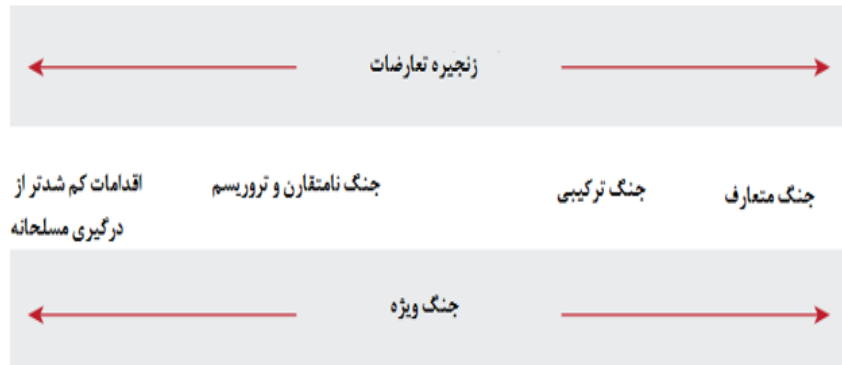 زنجیره تعارضات
جنگ متعارف
جنگ ترکیبی
جنگ نامتقارن و تروریسم
اقدامات کم شدتر از
درگیری مسلحانه
جنگ ویژه